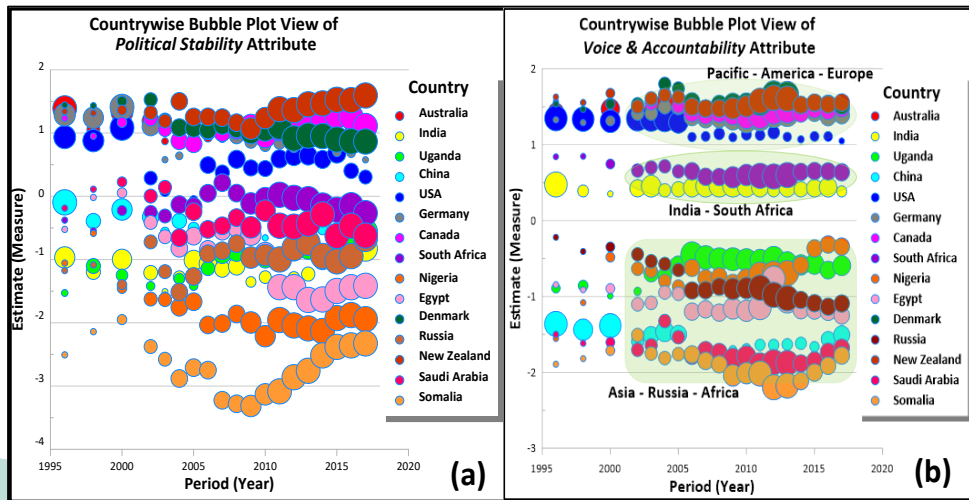 Countrywise Bubble Plot View of
Political Stability Attribute
Estimate (Measure)
2
1
0
-1
-2
-3
-4
1995
2000
2005
2010
2015
2020
Period (Year)
Country
Australia
India
Uganda
China
USA
Germany
Canada
South Africa
Nigeria
Egypt
Denmark
Russia
New Zealand
Saudi Arabia
Somalia
(a)
Countrywise Bubble Plot View of
Voice & Accountability Attribute
Pacific - America - Europe
India - South Africa
Asia - Russia - Africa
Estimate (Measure)
2
1
0
-1
-2
-3
1995
2000
2005
2010
2015
2020
Period (Year)
Country
Australia
India
Uganda
China
USA
Germany
Canada
South Africa
Nigeria
Egypt
Denmark
Russia
New Zealand
Saudi Arabia
Somalia
(b)